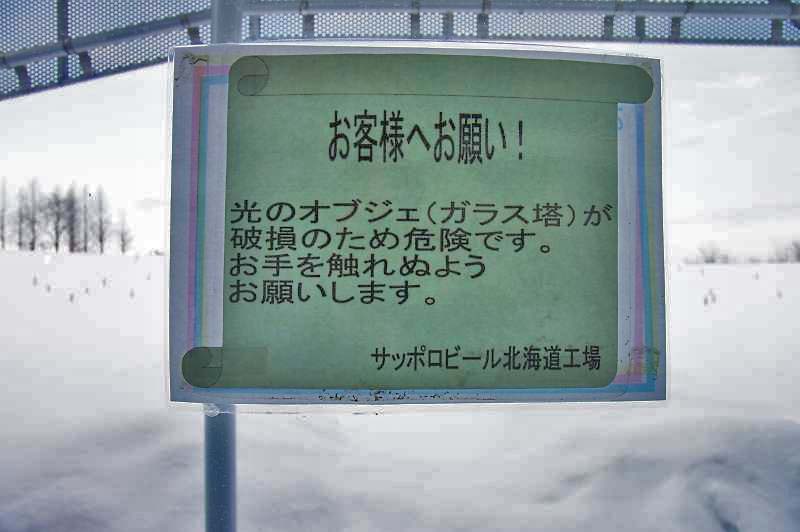 お客様へお願い！
光のオブジェ（ガラス塔）が
破損のため危険です。
お手を触れぬよう
お願いします。
サッポロビール北海道工場